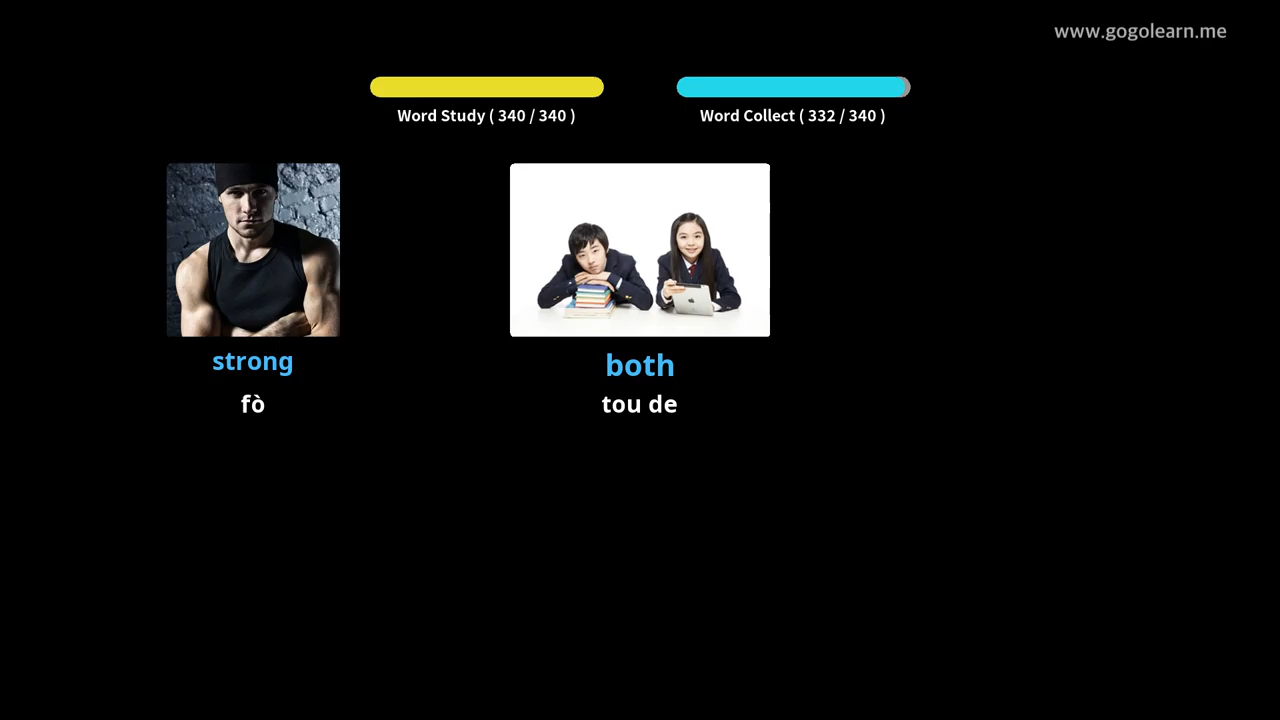 www.gogolearn.me
Word Study ( 340 / 340 )
Word Collect ( 332 / 340 )
strong
fò
both
tou de